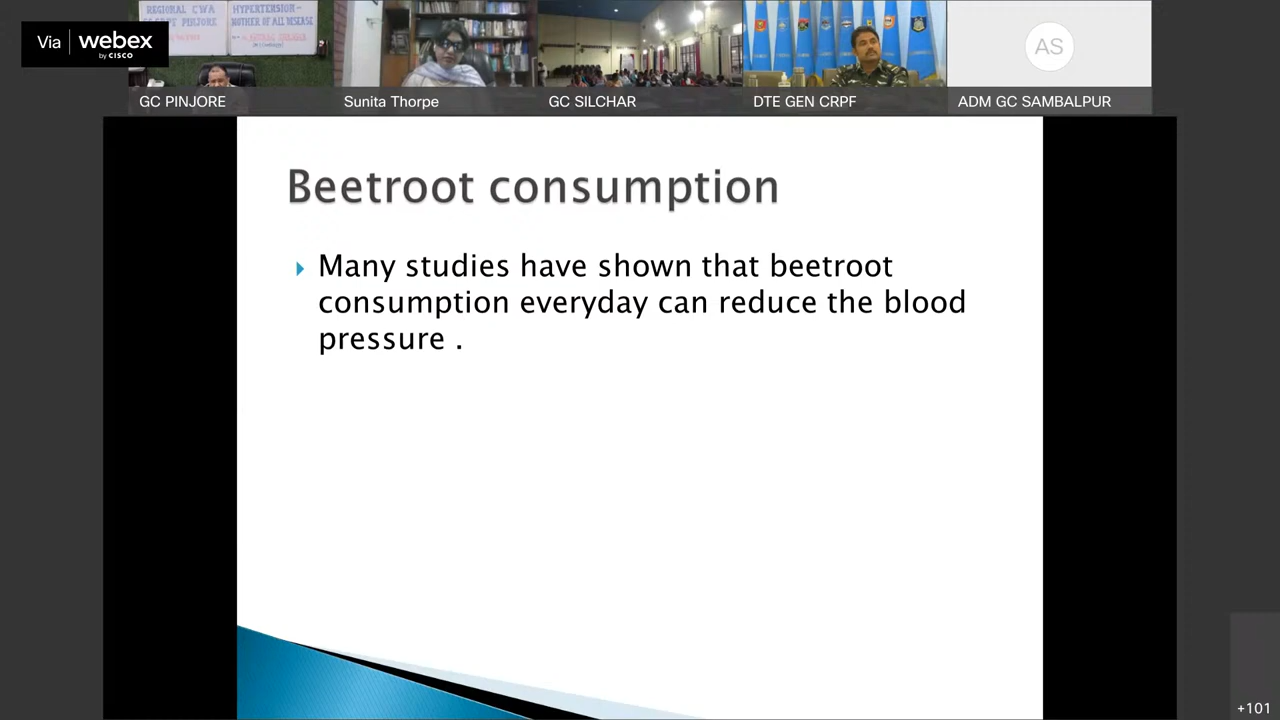 Via webex
by CISCO
REGIONAL CWA
HYPERTENSION-
MOTHER OF ALL DISEASE
GC PINJORE
Sunita Thorpe
GC SILCHAR
DTE GEN CRPF
AS
ADM GC SAMBALPUR
Beetroot consumption
Many studies have shown that beetroot
consumption everyday can reduce the blood
pressure .
+101